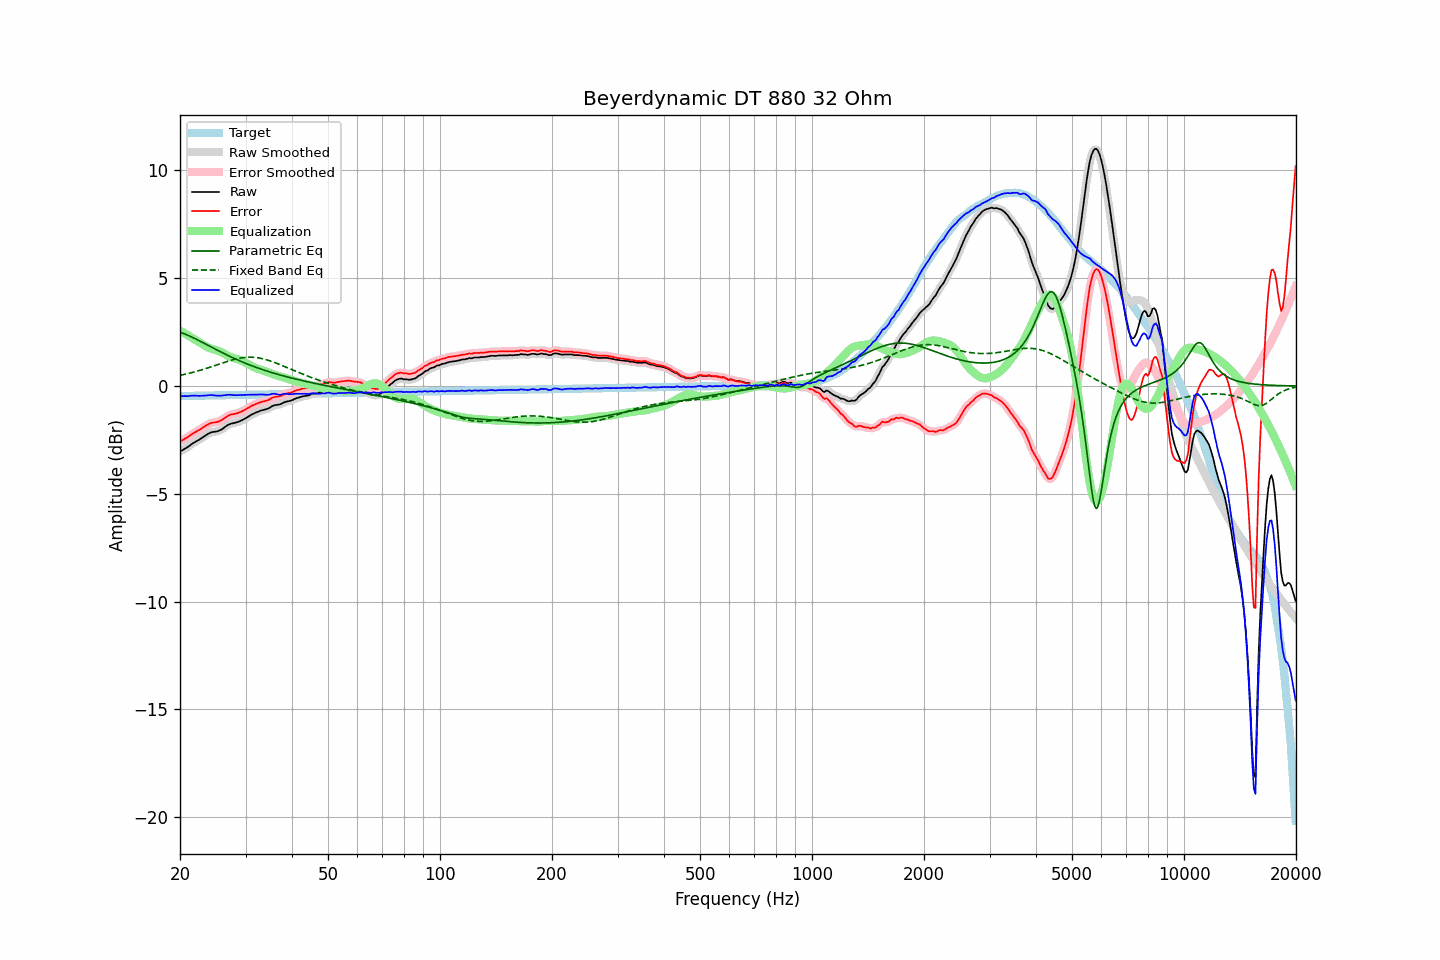 Beyerdynamic DT 880 32 Ohm
Target
Raw Smoothed
Error Smoothed
Raw
Error
Equalization
Parametric Eq
Fixed Band Eq
Equalized
Amplitude (dBr)
10
5
0
−5
−10
−15
−20
20 50 100 200 500 1000 2000 5000 10000 20000
Frequency (Hz)